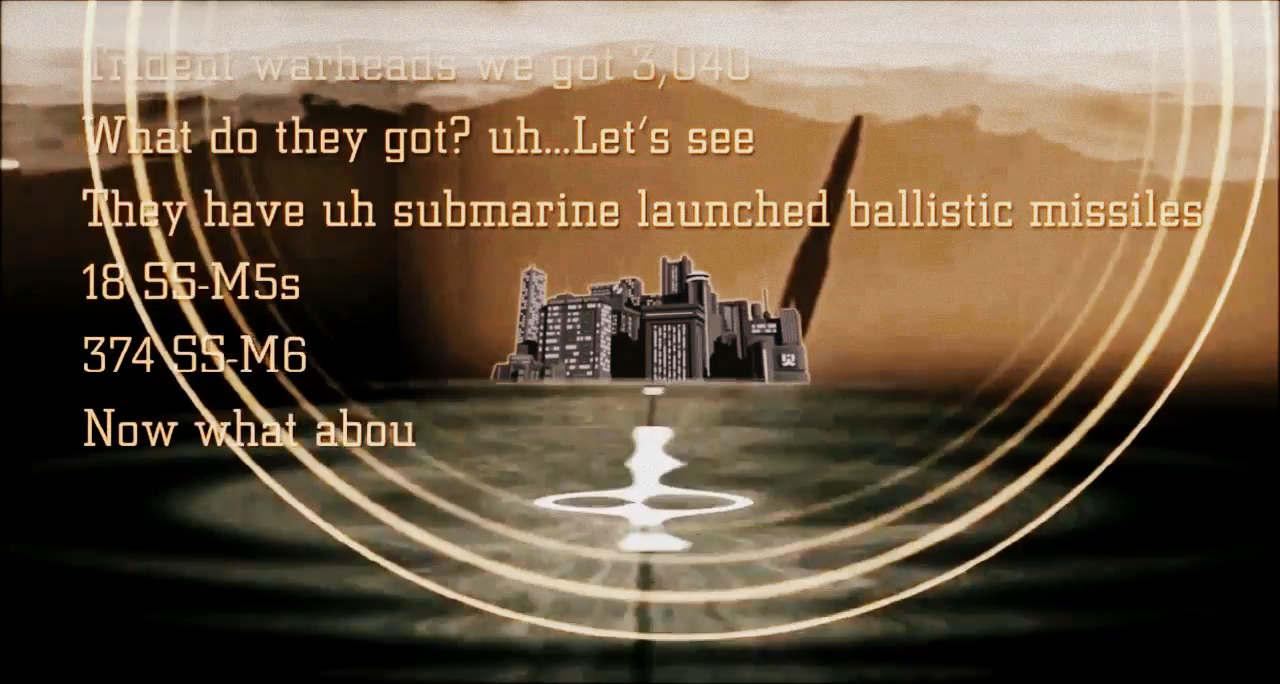 Trident warheads we got 3,040
What do they got? uh...Let's see
They have uh submarine launched ballistic missiles
18 SS-M5s
374 SS-M6
Now what abou